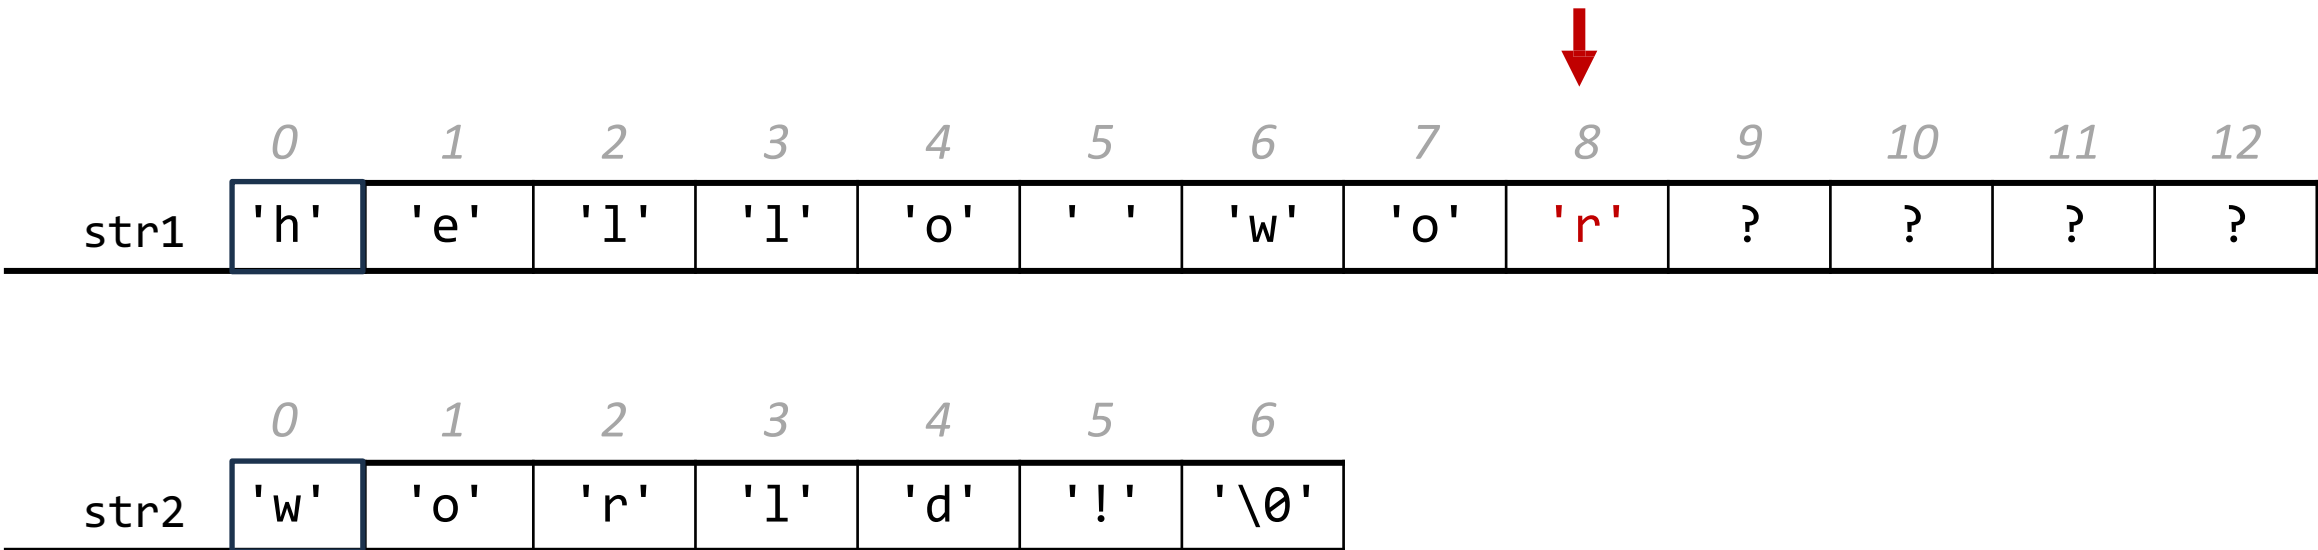 0 1 2 3 4 5 6 7 8 9 10 11 12
str1 'h' 'e' 'l' 'l' 'o' ' ' 'w' 'o' 'r' ? ? ? ?
0 1 2 3 4 5 6
str2 'w' 'o' 'r' 'l' 'd' '!' '\0'